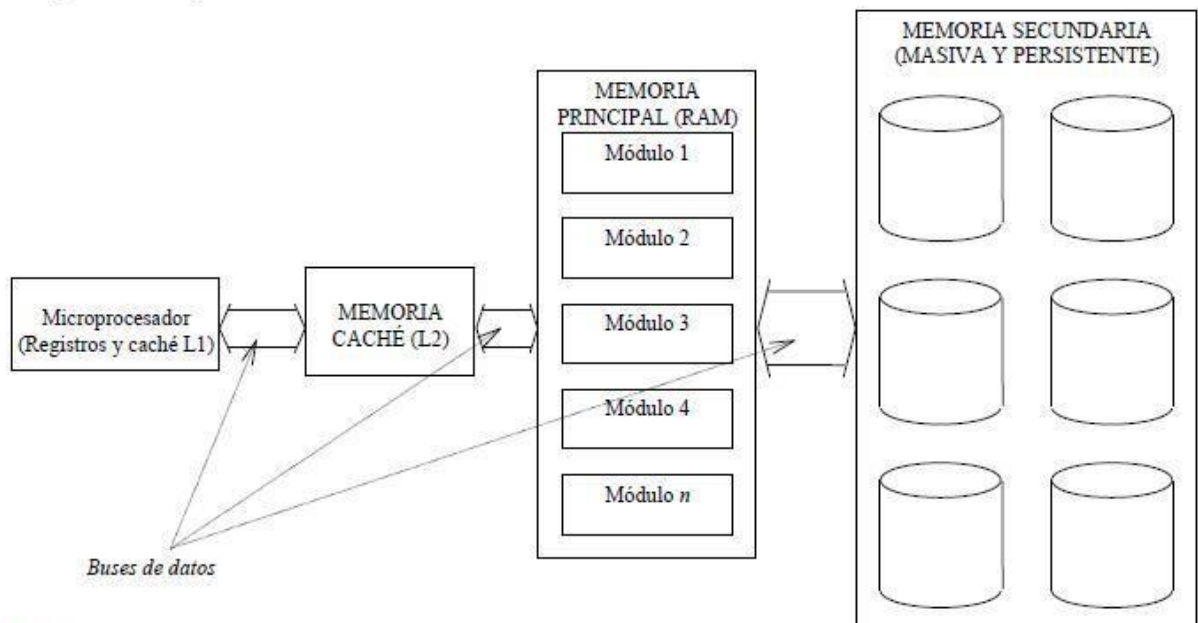 MEMORIA SECUNDARIA
(MASIVA Y PERSISTENTE)
MEMORIA
PRINCIPAL (RAM)
Módulo 1
Módulo 2
Microprocesador
(Registros y caché L1)
MEMORIA
CACHÉ (L2)
Módulo 3
Módulo 4
Módulo n
Buses de datos